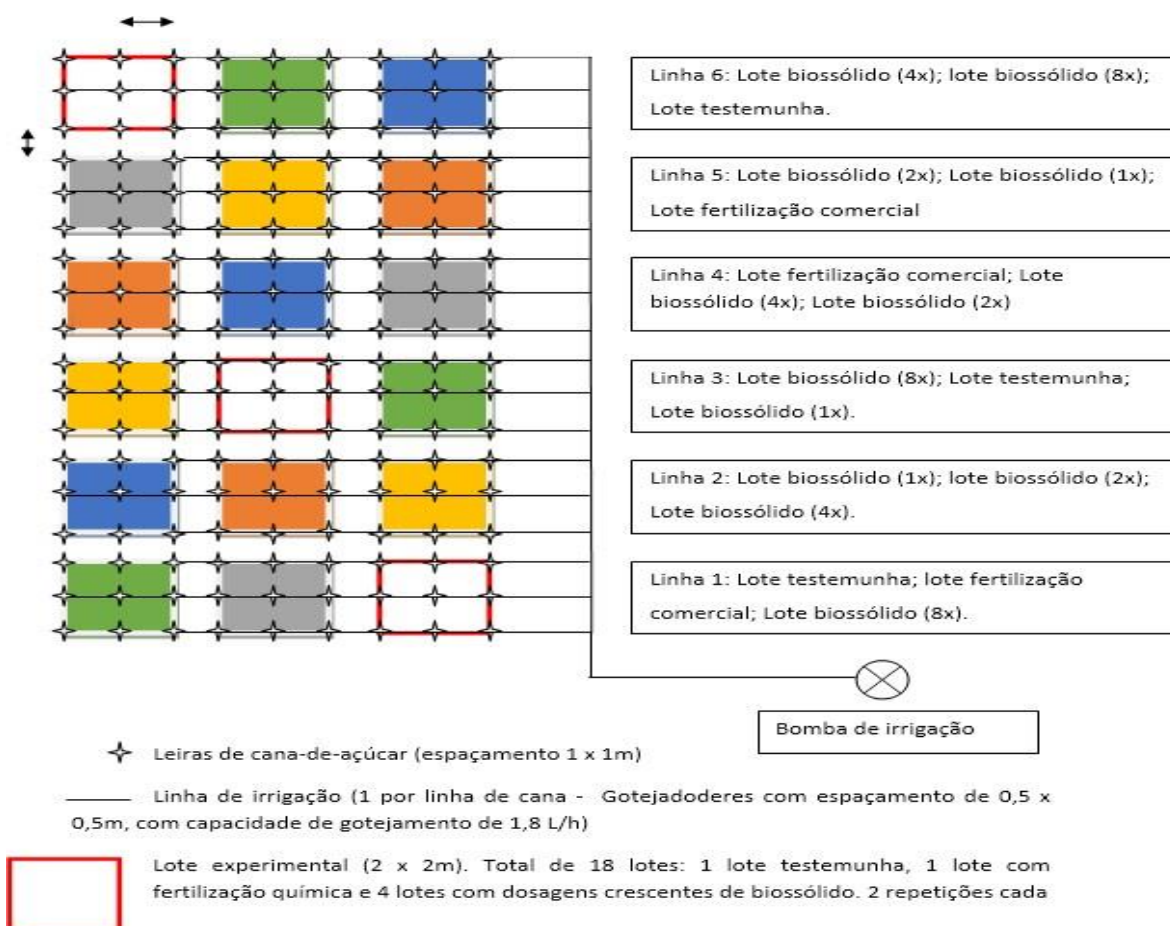 Linha 6: Lote biossólido (4x); lote biossólido (8x);
Lote testemunha.
Linha 5: Lote biossólido (2x); Lote biossólido (1x);
Lote fertilização comercial
Linha 4: Lote fertilização comercial; Lote
biossólido (4x); Lote biossólido (2x)
Linha 3: Lote biossólido (8x); Lote testemunha;
Lote biossólido (1x).
Linha 2: Lote biossólido (1x); lote biossólido (2x);
Lote biossólido (4x).
Linha 1: Lote testemunha; lote fertilização
comercial; Lote biossólido (8x).
Bomba de irrigação
Leiras de cana-de-açúcar (espaçamento 1 x 1m)
Linha de irrigação (1 por linha de cana - Gotejadoderes com espaçamento de 0,5 x
0,5m, com capacidade de gotejamento de 1,8 L/h)
Lote experimental (2 x 2m). Total de 18 lotes: 1 lote testemunha, 1 lote com
fertilização química e 4 lotes com dosagens crescentes de biossólido. 2 repetições cada